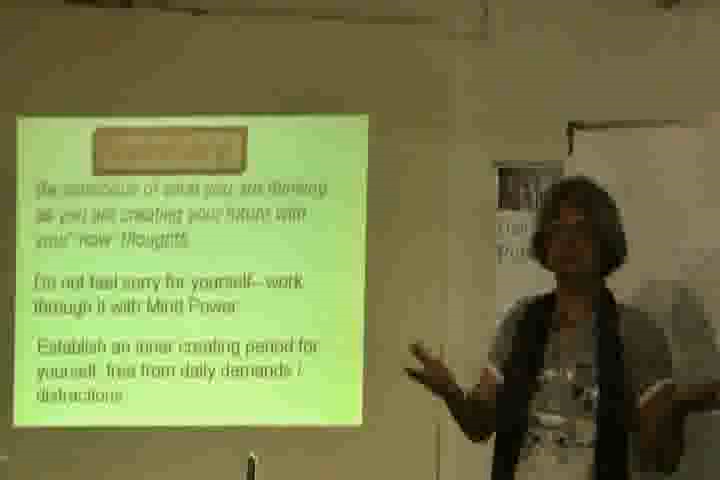 Be conscious of what you are thinking
as you are creating your future with
your 'now' thoughts
Do not feel sorry for yourself--work
through it with Mind Power
Establish an inner creating period for
yourself, free from daily demands /
distractions